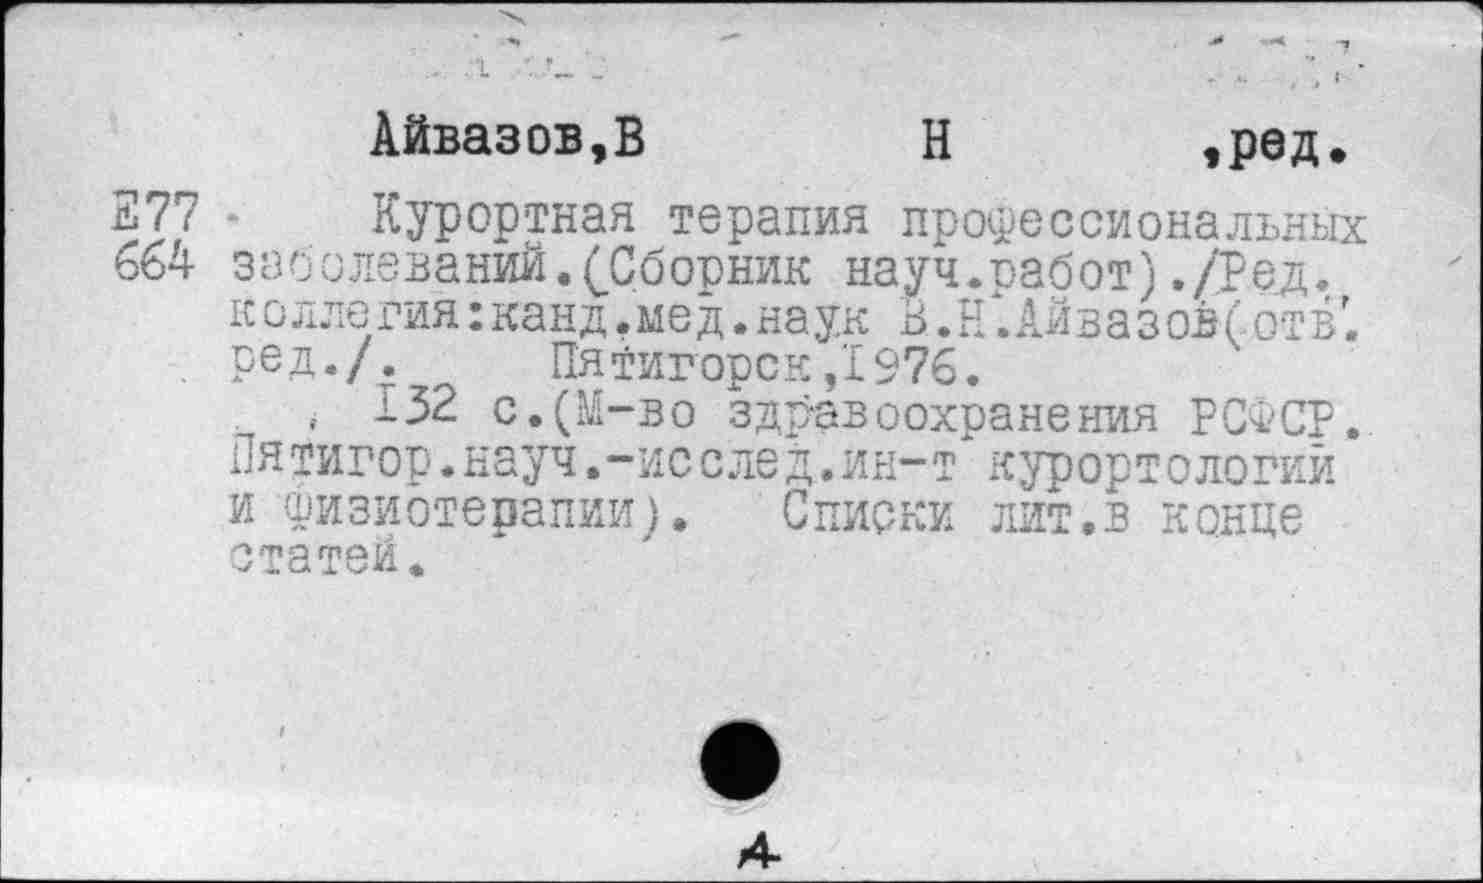 Айвазов,В Н ,ред.
Е77 Курортная терапия профессиональных
664 заболеваний.(Сборник науч.работ)./Ред.
коллегия:канд.мед.наук В.Н.Айвазов(отв.
ред./. Пятигорск,1976.
132 с.(М-во здравоохранения РСФСР.
Пятигор.науч.-исслед.ин-т курортологии
и физиотерапии). Списки лит.в конце
статей.